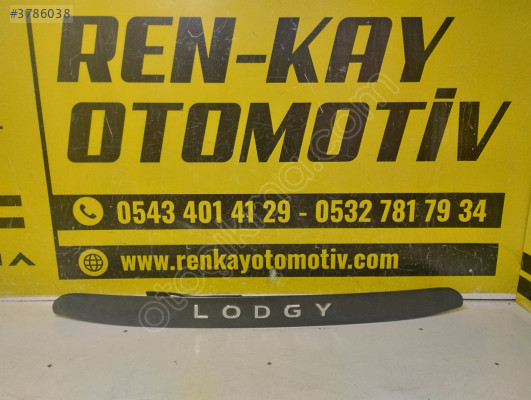 #3786038
REN-KAY
OTOMOTİV
0543 401 41 29 - 0532 781 79 34
www.renkayotomotiv.com
LODGY